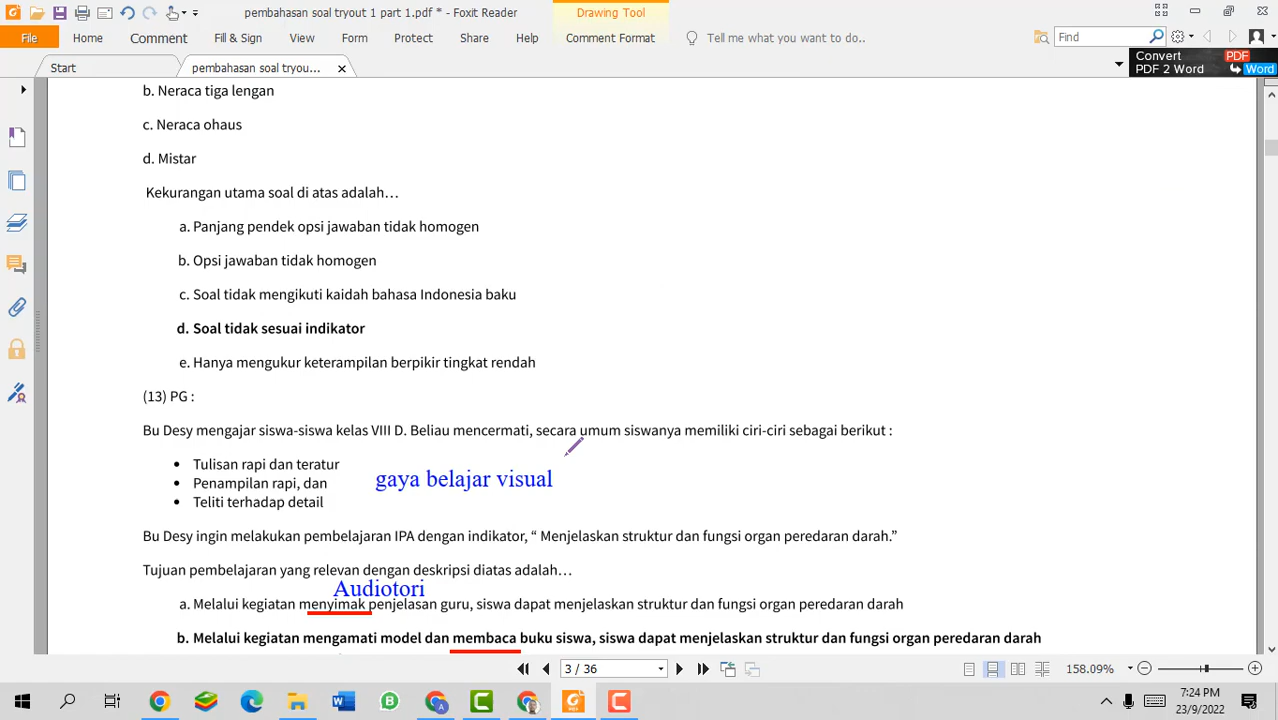 pembahasan soal tryout 1 part 1.pdf * - Foxit Reader
Drawing Tool
File Home Comment Fill & Sign View Form Protect Share Help Comment Format Tell me what you want to do.. Find
Start pembahasan soal tryou... Convert PDF
PDF 2 Word Word
b. Neraca tiga lengan
c. Neraca ohaus
d. Mistar
Kekurangan utama soal di atas adalah…
a. Panjang pendek opsi jawaban tidak homogen
b. Opsi jawaban tidak homogen
c. Soal tidak mengikuti kaidah bahasa Indonesia baku
d. Soal tidak sesuai indikator
e. Hanya mengukur keterampilan berpikir tingkat rendah
(13) PG :
Bu Desy mengajar siswa-siswa kelas VIII D. Beliau mencermati, secara umum siswanya memiliki ciri-ciri sebagai berikut :
• Tulisan rapi dan teratur
• Penampilan rapi, dan
gaya belajar visual
• Teliti terhadap detail
Bu Desy ingin melakukan pembelajaran IPA dengan indikator, “ Menjelaskan struktur dan fungsi organ peredaran darah.”
Tujuan pembelajaran yang relevan dengan deskripsi diatas adalah…
Audiotori
a. Melalui kegiatan menyimak penjelasan guru, siswa dapat menjelaskan struktur dan fungsi organ peredaran darah
b. Melalui kegiatan mengamati model dan membaca buku siswa, siswa dapat menjelaskan struktur dan fungsi organ peredaran darah
3 / 36
158.09%
7:24 PM
23/9/2022